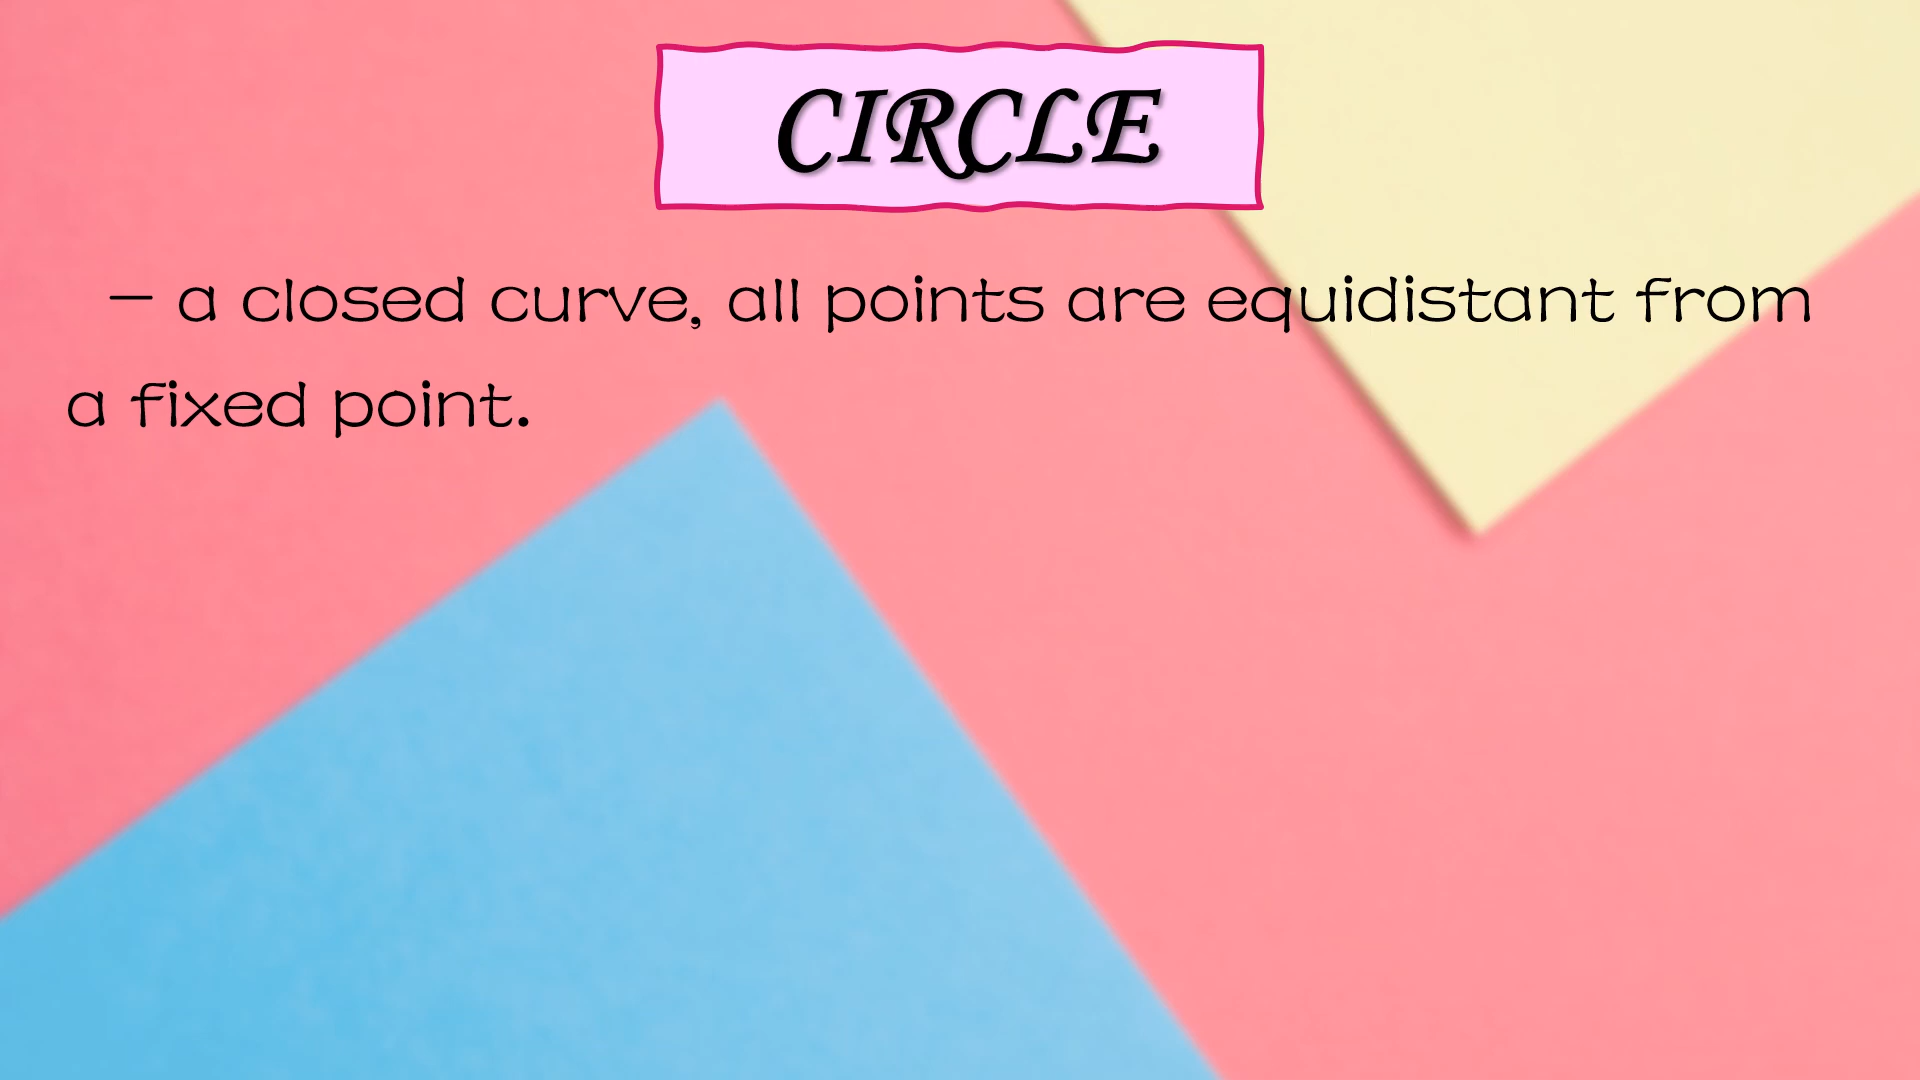 CIRCLE
– a closed curve, all points are equidistant from
a fixed point.